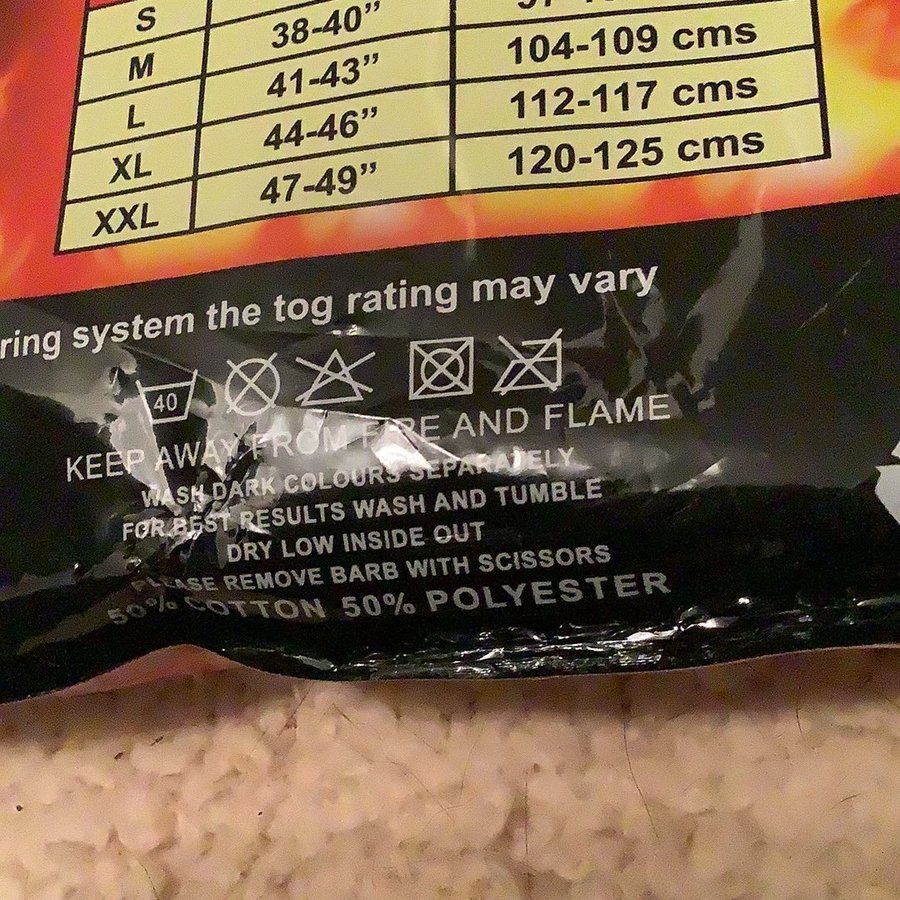 S
M 38-40”
L 41-43” 104-109 cms
XL 44-46” 112-117 cms
XXL 47-49” 120-125 cms
ring system the tog rating may vary
40
KEEP AWAY FROM FIRE AND FLAME
WASH DARK COLOURS SEPARATELY
FOR BEST RESULTS WASH AND TUMBLE
DRY LOW INSIDE OUT
PLEASE REMOVE BARB WITH SCISSORS
50% COTTON 50% POLYESTER